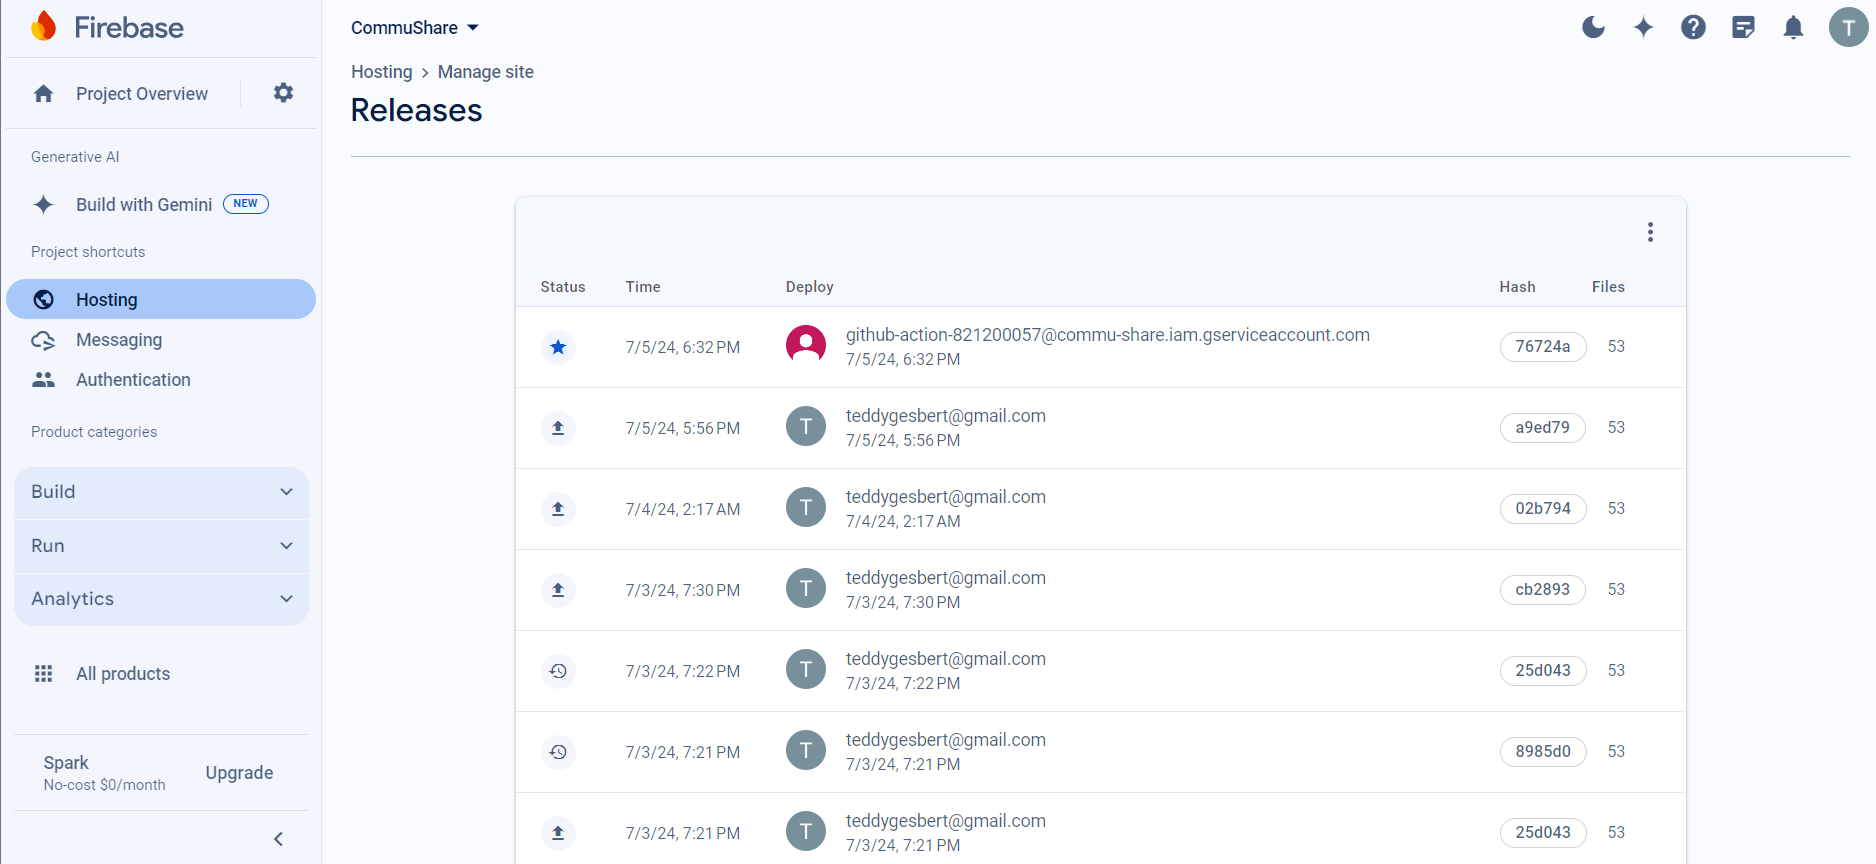 Firebase
CommuShare
T
Hosting > Manage site
Project Overview
Releases
Generative AI
Build with Gemini NEW
Project shortcuts
Hosting
Messaging
Authentication
Product categories
Build
Run
Analytics
All products
Spark
No-cost $0/month
Upgrade
Status Time Deploy Hash Files
7/5/24, 6:32 PM github-action-821200057@commu-share.iam.gserviceaccount.com 76724a 53
7/5/24, 6:32 PM
7/5/24, 5:56 PM T teddygesbert@gmail.com a9ed79 53
7/5/24, 5:56 PM
7/4/24, 2:17 AM T teddygesbert@gmail.com 02b794 53
7/4/24, 2:17 AM
7/3/24, 7:30 PM T teddygesbert@gmail.com cb2893 53
7/3/24, 7:30 PM
7/3/24, 7:22 PM T teddygesbert@gmail.com 25d043 53
7/3/24, 7:22 PM
7/3/24, 7:21 PM T teddygesbert@gmail.com 8985d0 53
7/3/24, 7:21 PM
7/3/24, 7:21 PM T teddygesbert@gmail.com 25d043 53
7/3/24, 7:21 PM